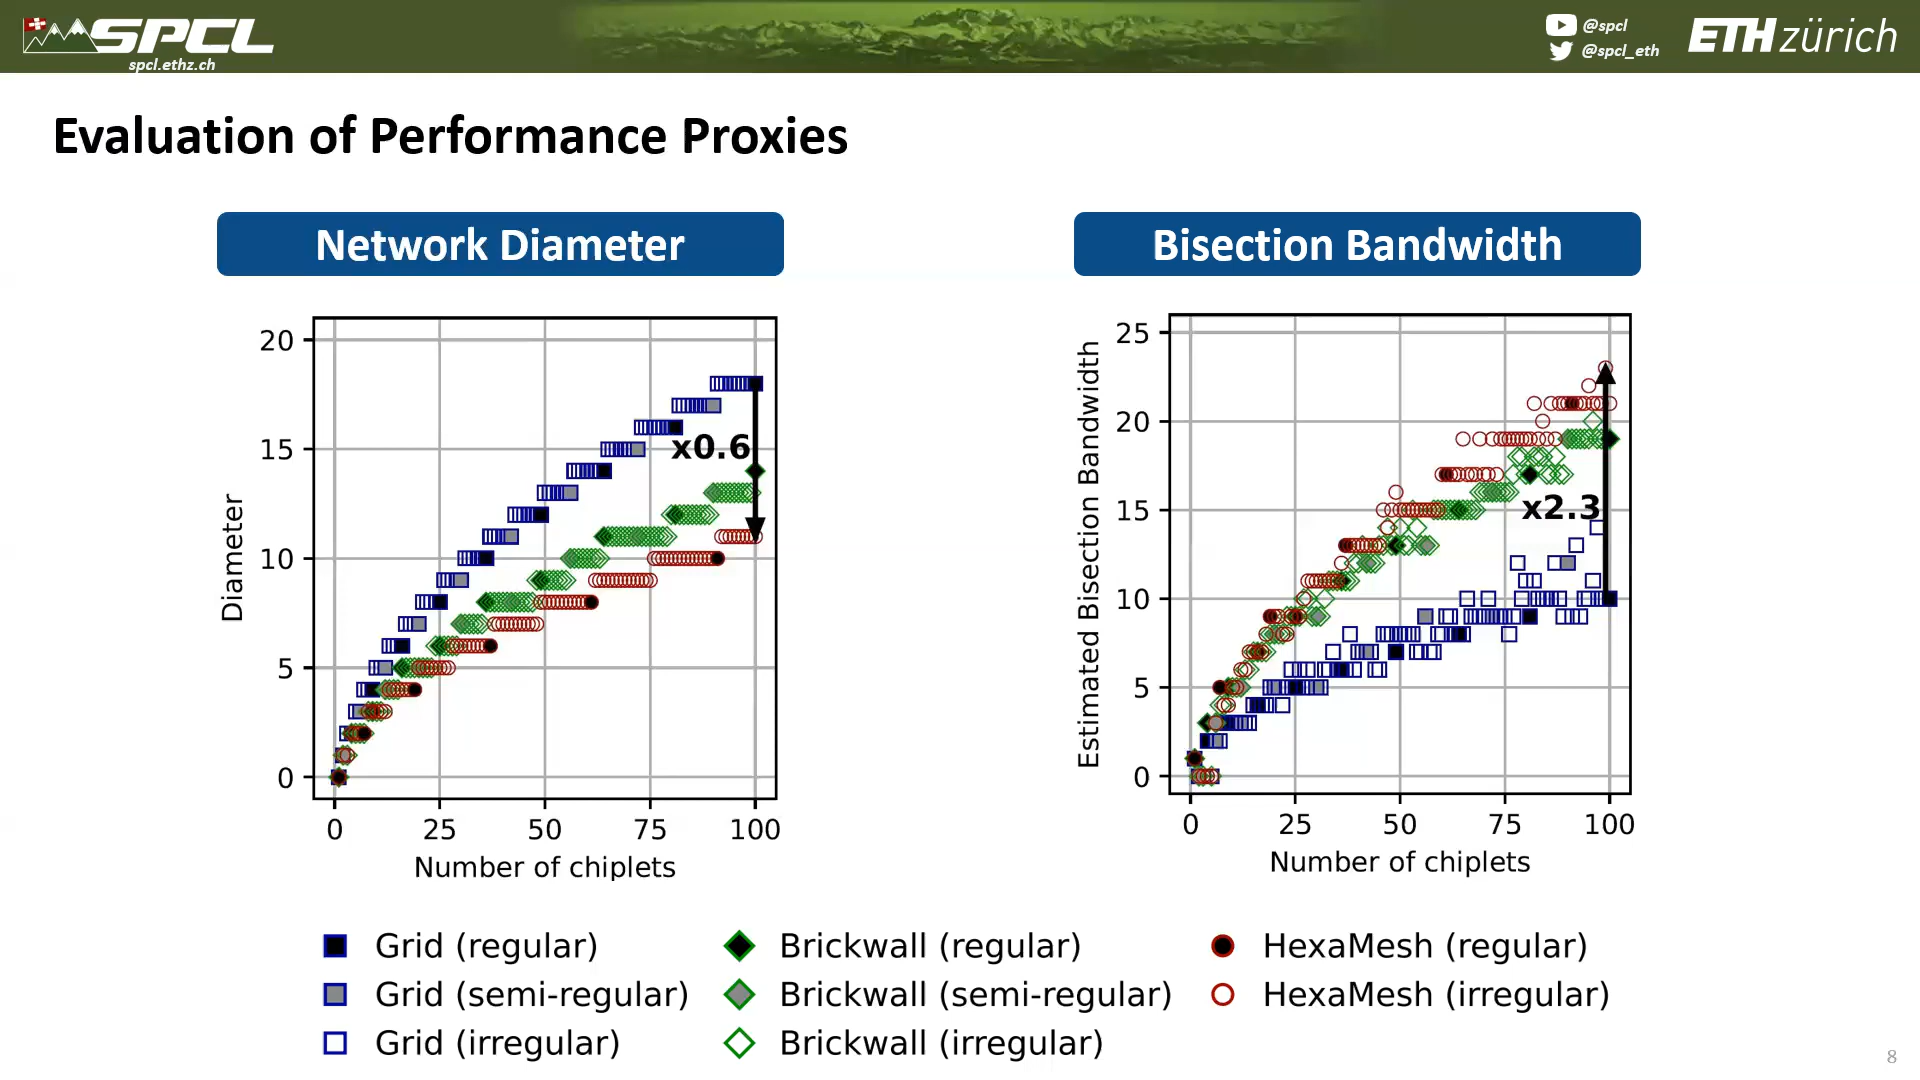 SPCL
spcl.ethz.ch
@spcl
@spcl_eth
ETH zürich
Evaluation of Performance Proxies
Network Diameter
Bisection Bandwidth
20
15
10
5
0
Diameter
x0.6
0 25 50 75 100
Number of chiplets
25
20
15
10
5
0
Estimated Bisection Bandwidth
x2.3
0 25 50 75 100
Number of chiplets
Grid (regular)
Grid (semi-regular)
Grid (irregular)
Brickwall (regular)
Brickwall (semi-regular)
Brickwall (irregular)
HexaMesh (regular)
HexaMesh (irregular)
8